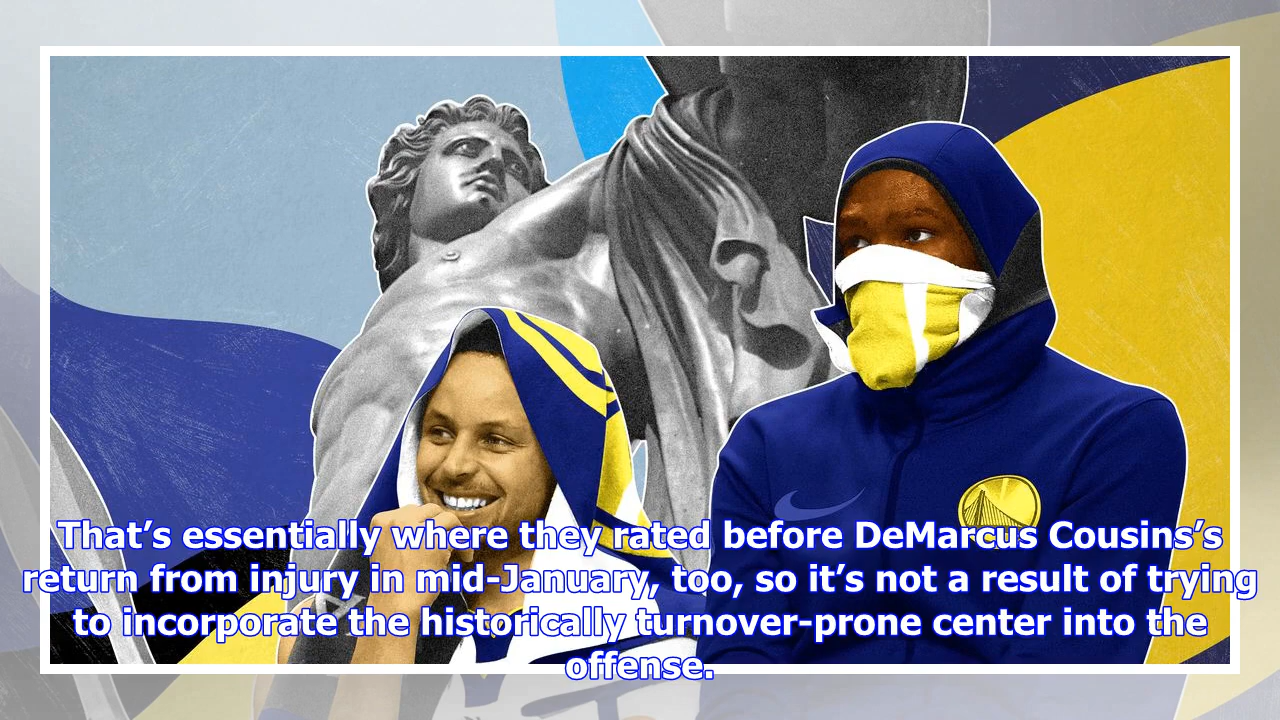 That’s essentially where they rated before DeMarcus Cousins’s
return from injury in mid-January, too, so it’s not a result of trying
to incorporate the historically turnover-prone center into the
offense.